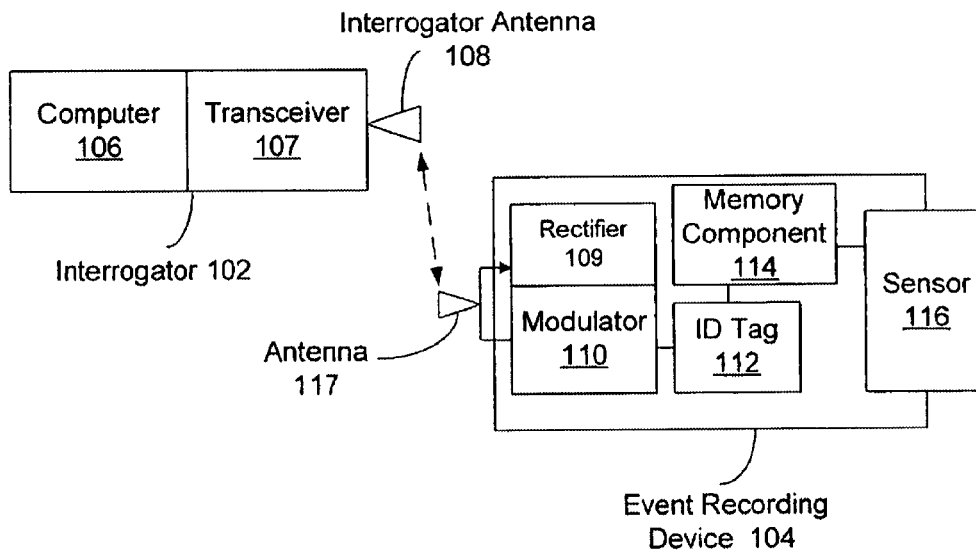 Interrogator Antenna
108
Computer
106
Transceiver
107
Interrogator 102
Rectifier
109
Memory
Component
114
Sensor
116
Modulator
110
ID Tag
112
Antenna
117
Event Recording
Device 104